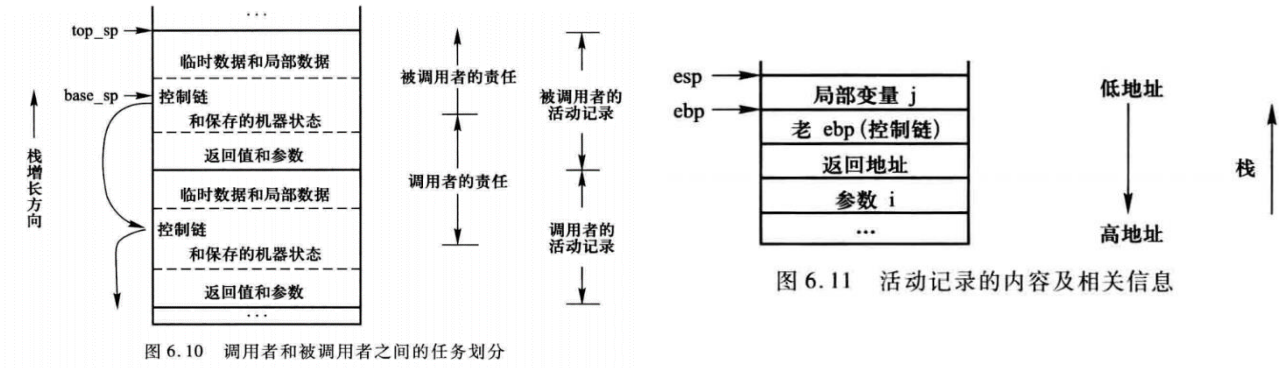 ...
top_sp
临时数据和局部数据
base_sp
控制链
和保存的机器状态
返回值和参数
临时数据和局部数据
控制链
和保存的机器状态
返回值和参数
...
栈增长方向
被调用者的责任
调用者的责任
被调用者的
活动记录
调用者的
活动记录
图 6.10 调用者和被调用者之间的任务划分
esp
局部变量 j
ebp
老 ebp(控制链)
返回地址
参数 i
...
低地址
高地址
栈
图 6.11 活动记录的内容及相关信息